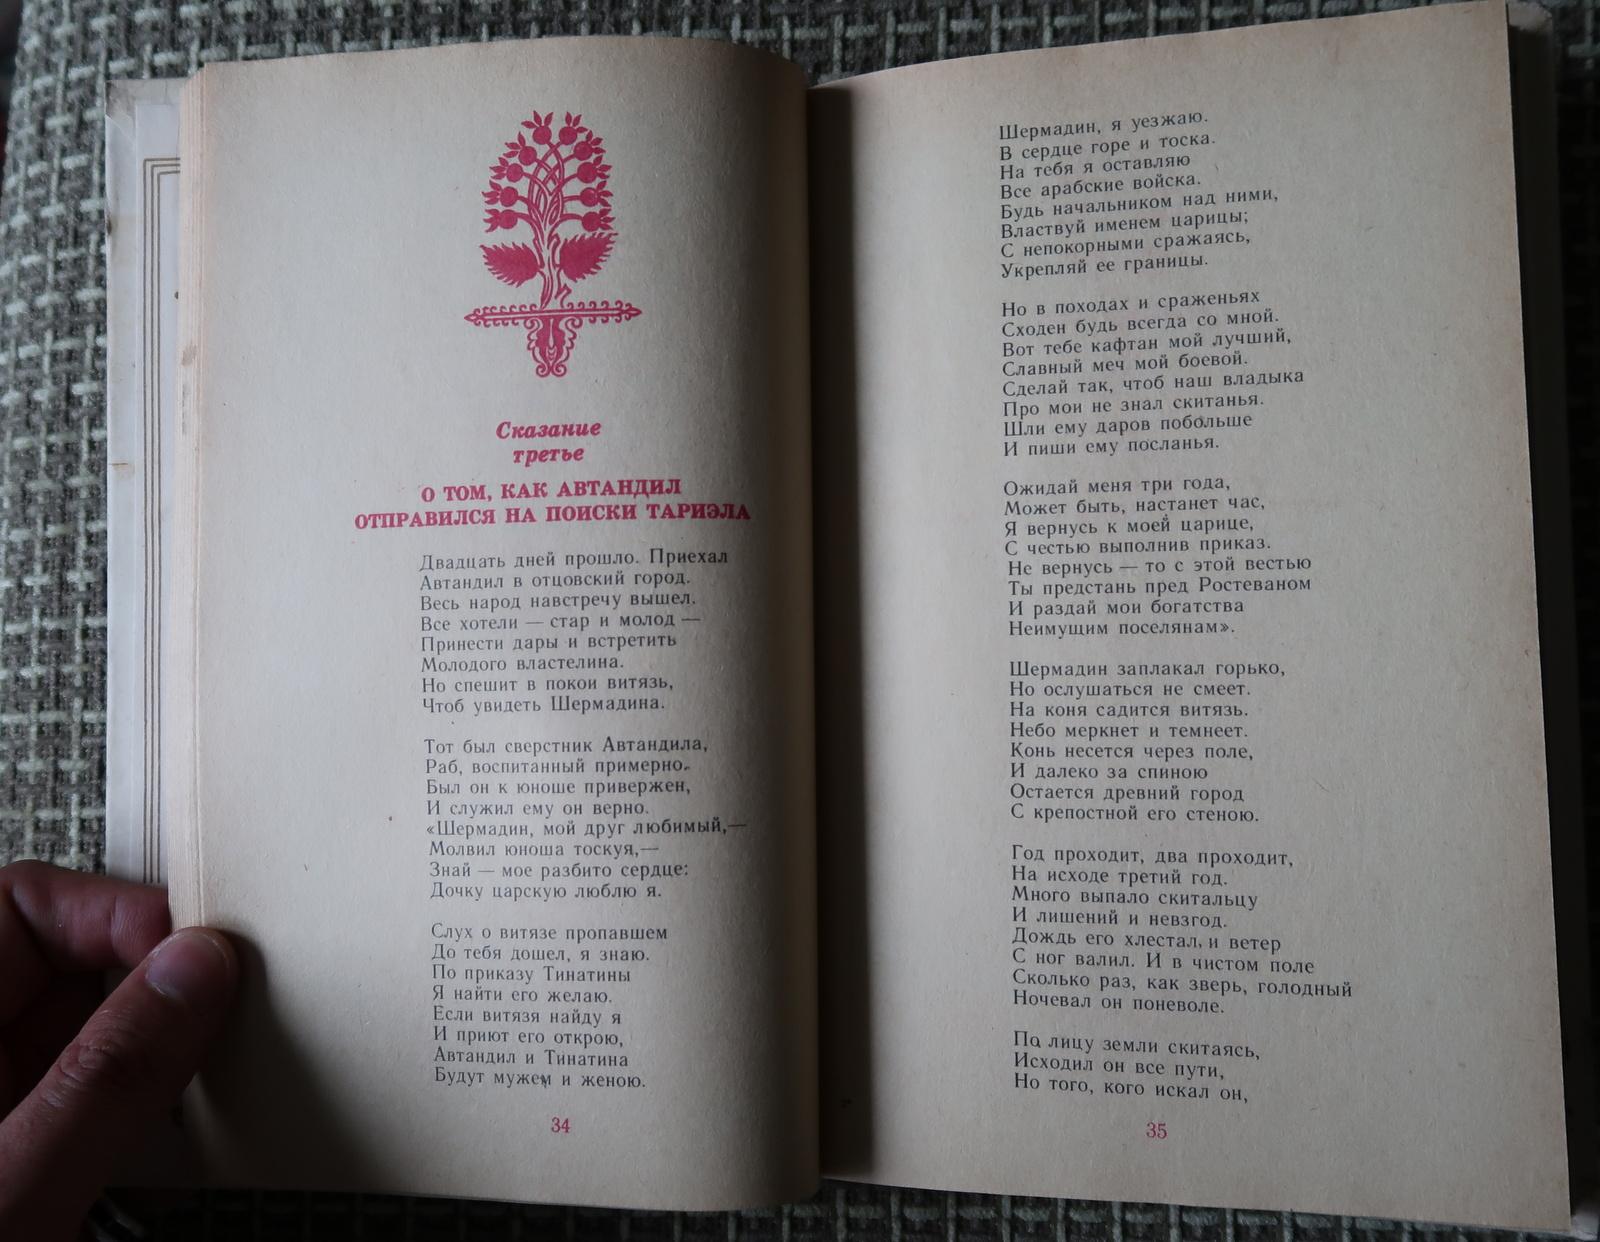 Сказание
третье
О ТОМ, КАК АВТАНДИЛ
ОТПРАВИЛСЯ НА ПОИСКИ ТАРИЭЛА
Двадцать дней прошло. Приехал
Автандил в отцовский город.
Весь народ навстречу вышел.
Все хотели — стар и молод —
Принести дары и встретить
Молодого властелина.
Но спешит в покои витязь,
Чтоб увидеть Шермадина.
Тот был сверстник Автандила,
Раб, воспитанный примерно.
Был он к юноше привержен,
И служил ему он верно.
«Шермадин, мой друг любимый,—
Молвил юноша тоскуя,—
Знай — мое разбито сердце:
Дочку царскую люблю я.
Слух о витязе пропавшем
До тебя дошел, я знаю.
По приказу Тинатины
Я найти его желаю.
Если витязя найду я
И приют его открою,
Автандил и Тинатина
Будут мужем и женою.
34
Шермадин, я уезжаю.
В сердце горе и тоска.
На тебя я оставляю
Все арабские войска.
Будь начальником над ними,
Властвуй именем царицы;
С непокорными сражаясь,
Укрепляй ее границы.
Но в походах и сраженьях
Сходен будь всегда со мной.
Вот тебе кафтан мой лучший,
Славный меч мой боевой.
Сделай так, чтоб наш владыка
Про мои не знал скитанья.
Шли ему даров побольше
И пиши ему посланья.
Ожидай меня три года,
Может быть, настанет час,
Я вернусь к моей царице,
С честью выполнив приказ.
Не вернусь — то с этой вестью
Ты предстань пред Ростеваном
И раздай мои богатства
Неимущим поселянам».
Шермадин заплакал горько,
Но ослушаться не смеет.
На коня садится витязь.
Небо меркнет и темнеет.
Конь несется через поле,
И далеко за спиною
Остается древний город
С крепостной его стеною.
Год проходит, два проходит,
На исходе третий год.
Много выпало скитальцу
И лишений и невзгод.
Дождь его хлестал, и ветер
С ног валил. И в чистом поле
Сколько раз, как зверь, голодный
Ночевал он поневоле.
По лицу земли скитаясь,
Исходил он все пути,
Но того, кого искал он,
35